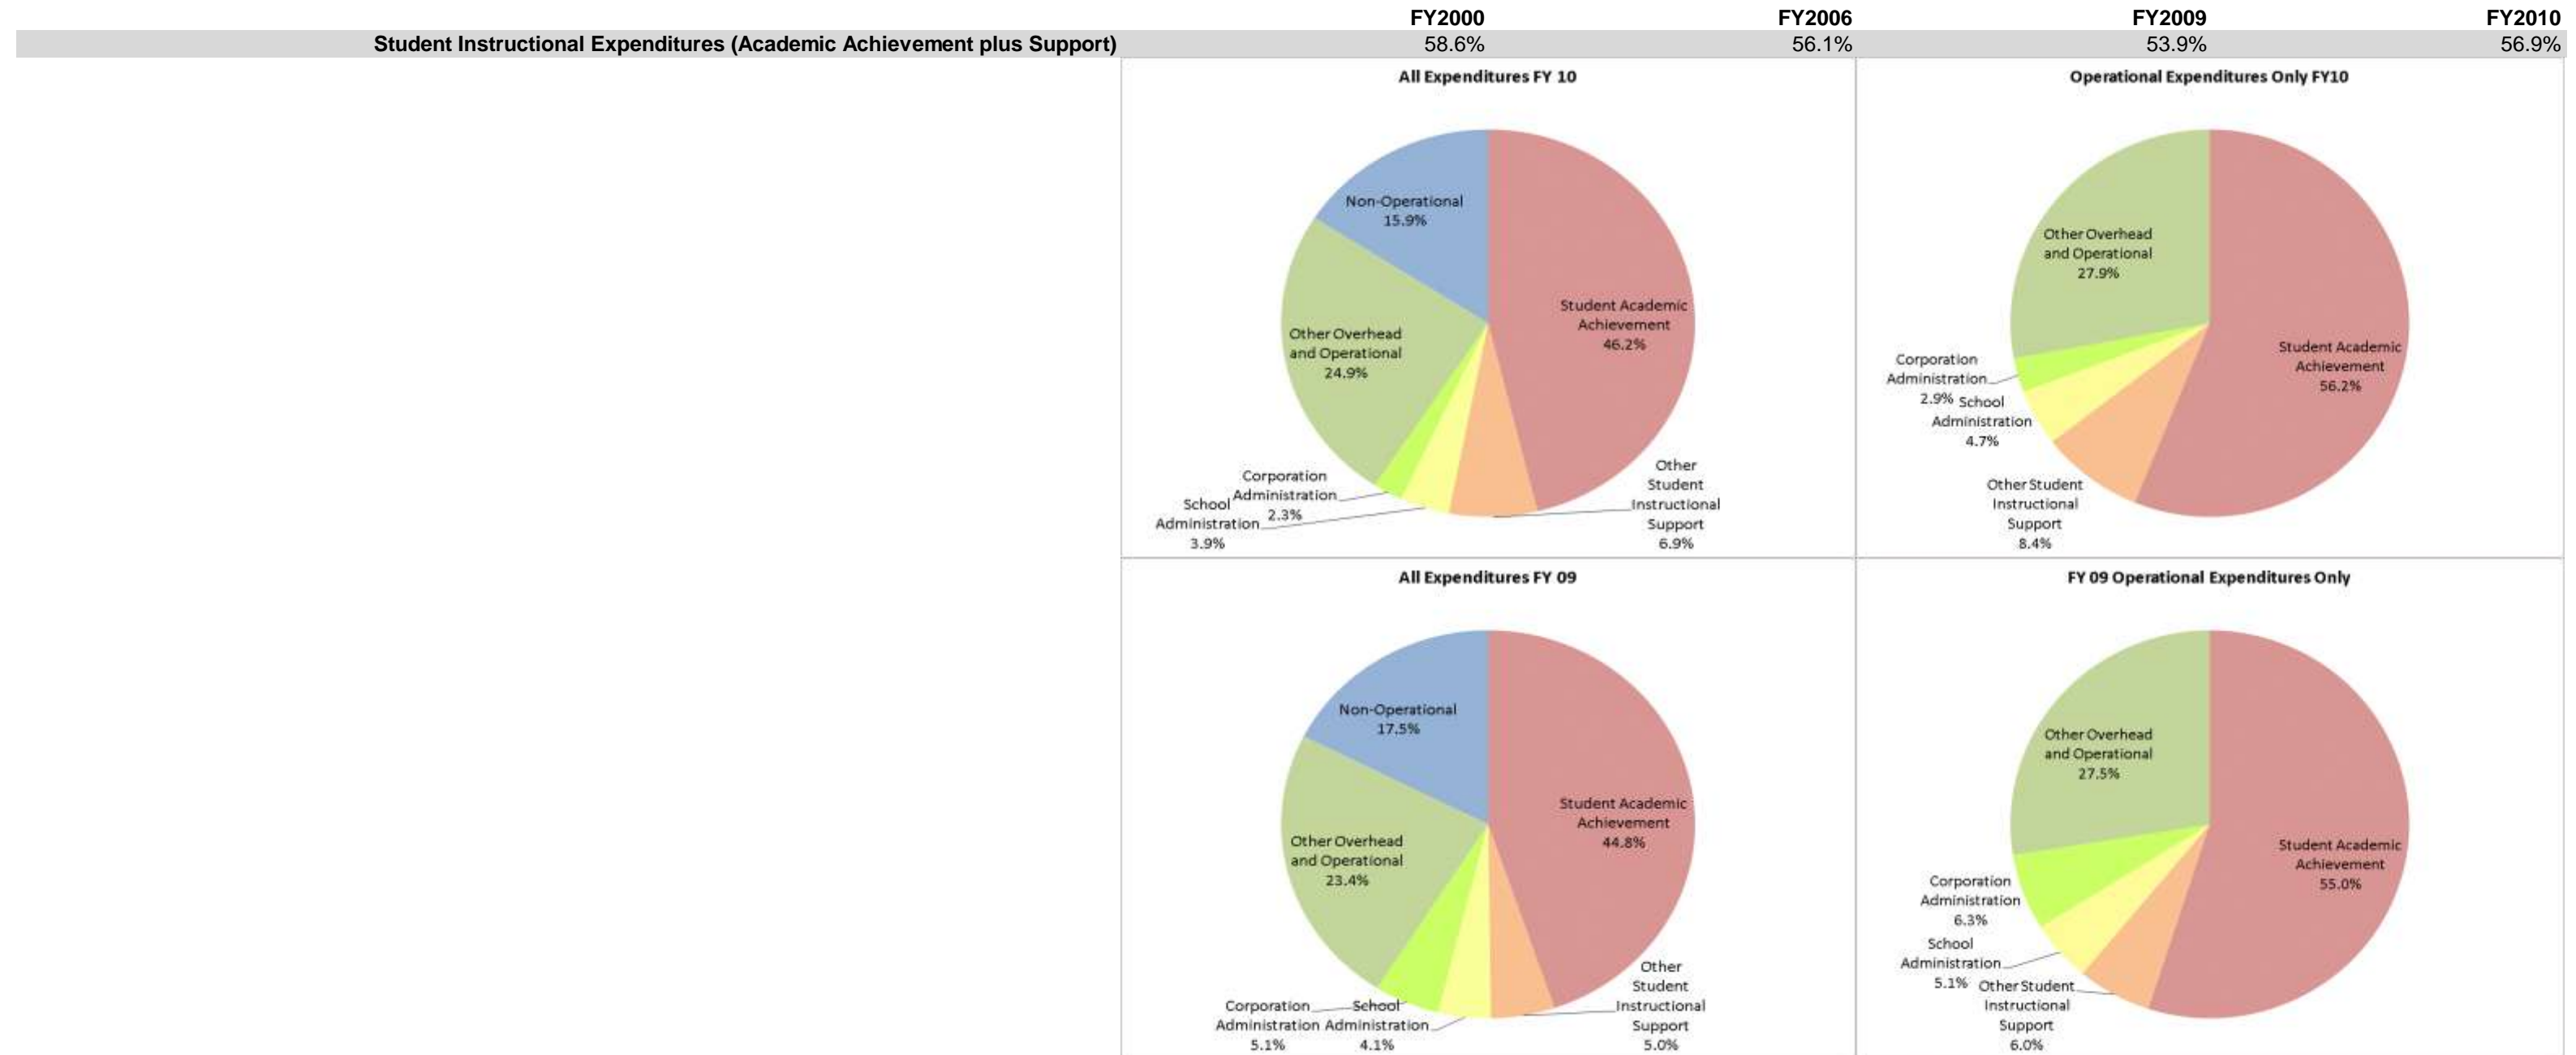 FY2000 FY2006 FY2009 FY2010
Student Instructional Expenditures (Academic Achievement plus Support) 58.6% 56.1% 53.9% 56.9%
All Expenditures FY 10
Non-Operational
15.9%
Student Academic
Achievement
46.2%
Other Overhead
and Operational
24.9%
Corporation
Administration
2.3%
School
Administration
3.9%
Other
Student
Instructional
Support
6.9%
Operational Expenditures Only FY10
Other Overhead
and Operational
27.9%
Student Academic
Achievement
56.2%
Corporation
Administration
2.9%
School
Administration
4.7%
Other Student
Instructional
Support
8.4%
All Expenditures FY 09
Non-Operational
17.5%
Student Academic
Achievement
44.8%
Other Overhead
and Operational
23.4%
Corporation
Administration
5.1%
School
Administration
4.1%
Other
Student
Instructional
Support
5.0%
FY 09 Operational Expenditures Only
Other Overhead
and Operational
27.5%
Student Academic
Achievement
55.0%
Corporation
Administration
6.3%
School
Administration
5.1%
Other Student
Instructional
Support
6.0%